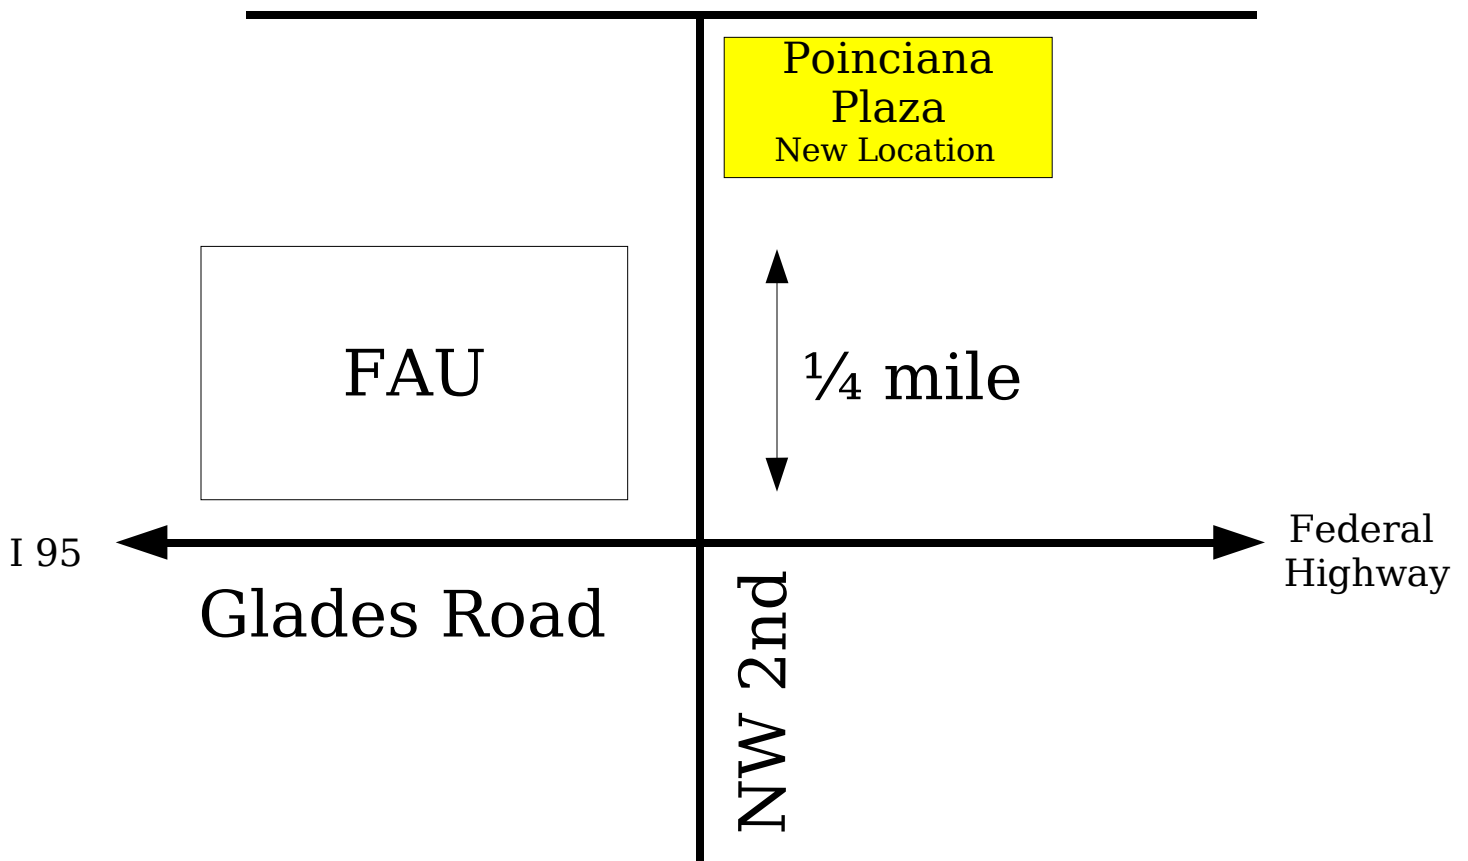 Poinciana
Plaza
New Location
FAU
¼ mile
I 95
Federal
Highway
Glades Road
NW 2nd